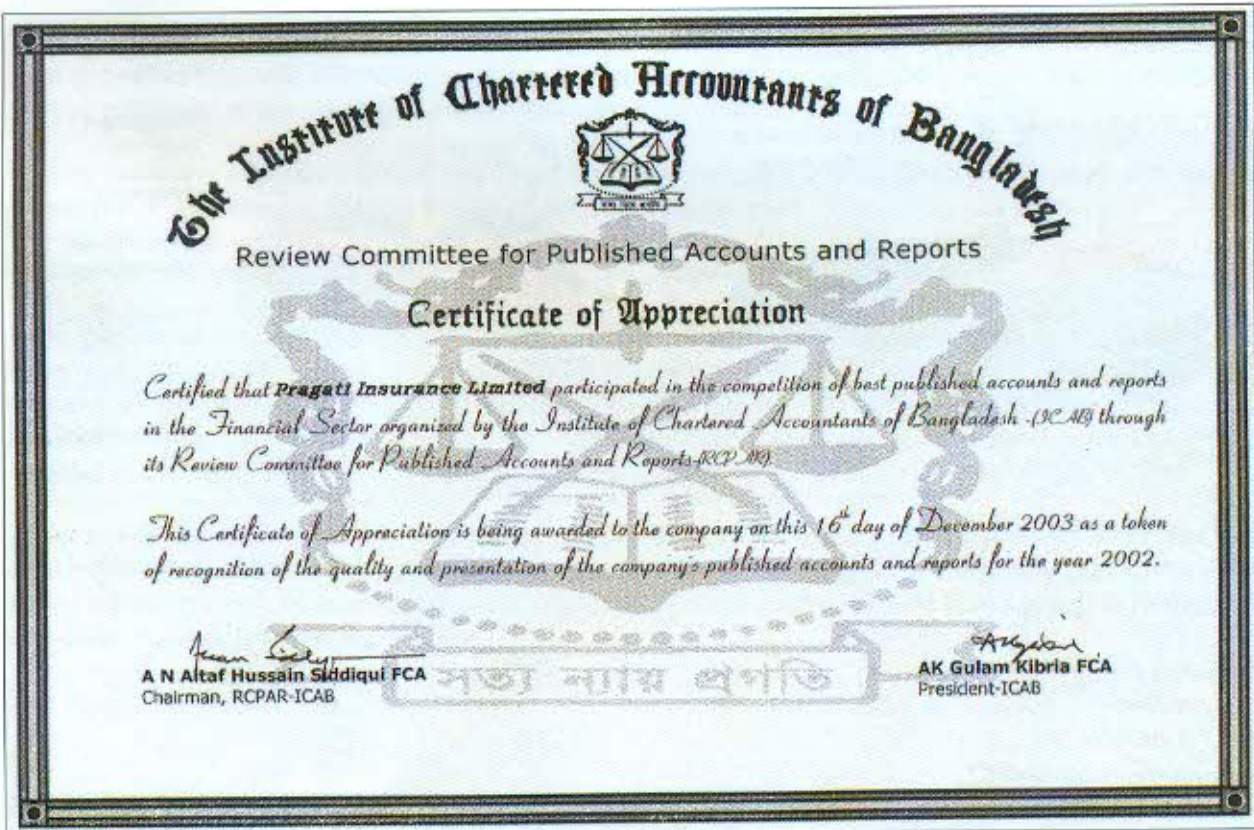 The Institute of Chartered Accountants of Bangladesh
Review Committee for Published Accounts and Reports
Certificate of Appreciation
Certified that Pragati Insurance Limited participated in the competition of best published accounts and reports
in the Financial Sector organized by the Institute of Chartered Accountants of Bangladesh -(ICAB) through
its Review Committee for Published Accounts and Reports-(RCPAR).
This Certificate of Appreciation is being awarded to the company on this 16th day of December 2003 as a token
of recognition of the quality and presentation of the company's published accounts and reports for the year 2002.
A N Altaf Hussain Siddiqui FCA
Chairman, RCPAR-ICAB
AK Gulam Kibria FCA
President-ICAB
সত্য ন্যায় প্রগতি